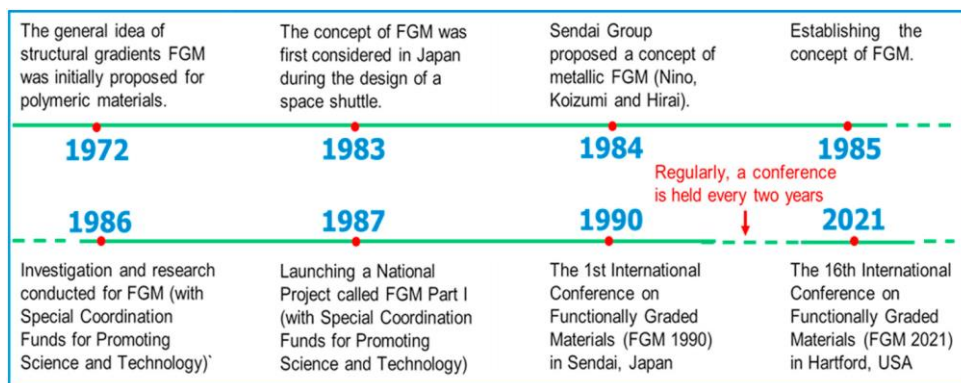 The general idea of
structural gradients FGM
was initially proposed for
polymeric materials.
1972
The concept of FGM was
first considered in Japan
during the design of a
space shuttle.
1983
Sendai Group
proposed a concept of
metallic FGM (Nino,
Koizumi and Hirai).
1984
Establishing the
concept of FGM.
1985
Regularly, a conference
is held every two years
1986
Investigation and research
conducted for FGM (with
Special Coordination
Funds for Promoting
Science and Technology)`
1987
Launching a National
Project called FGM Part I
(with Special Coordination
Funds for Promoting
Science and Technology)
1990
The 1st International
Conference on
Functionally Graded
Materials (FGM 1990)
in Sendai, Japan
2021
The 16th International
Conference on
Functionally Graded
Materials (FGM 2021)
in Hartford, USA